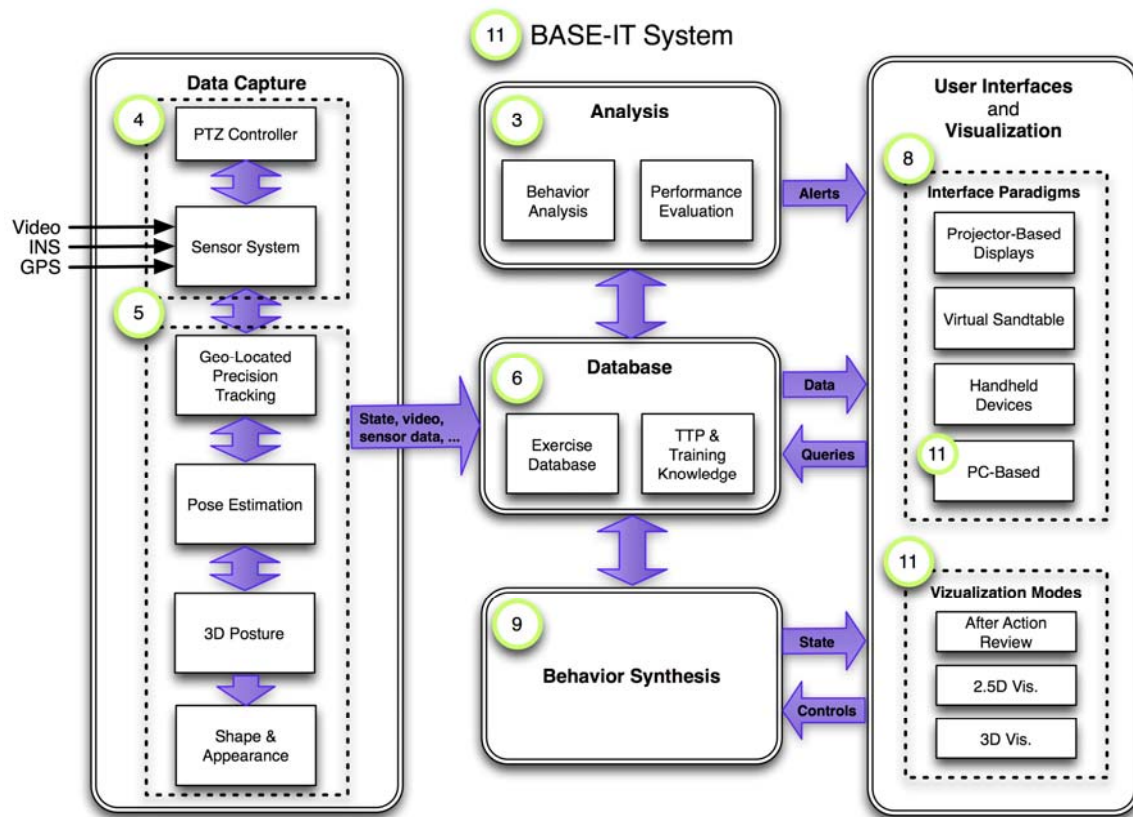 11 BASE-IT System
Data Capture
4
PTZ Controller
Video
INS
GPS
Sensor System
5
Geo-Located
Precision
Tracking
Pose Estimation
3D Posture
Shape &
Appearance
State, video,
sensor data, ...
3
Analysis
Behavior
Analysis
Performance
Evaluation
Alerts
6
Database
Exercise
Database
TTP &
Training
Knowledge
Data
Queries
9
Behavior Synthesis
State
Controls
User Interfaces
and
Visualization
8
Interface Paradigms
Projector-Based
Displays
Virtual Sandtable
Handheld
Devices
11
PC-Based
11
Vizualization Modes
After Action
Review
2.5D Vis.
3D Vis.